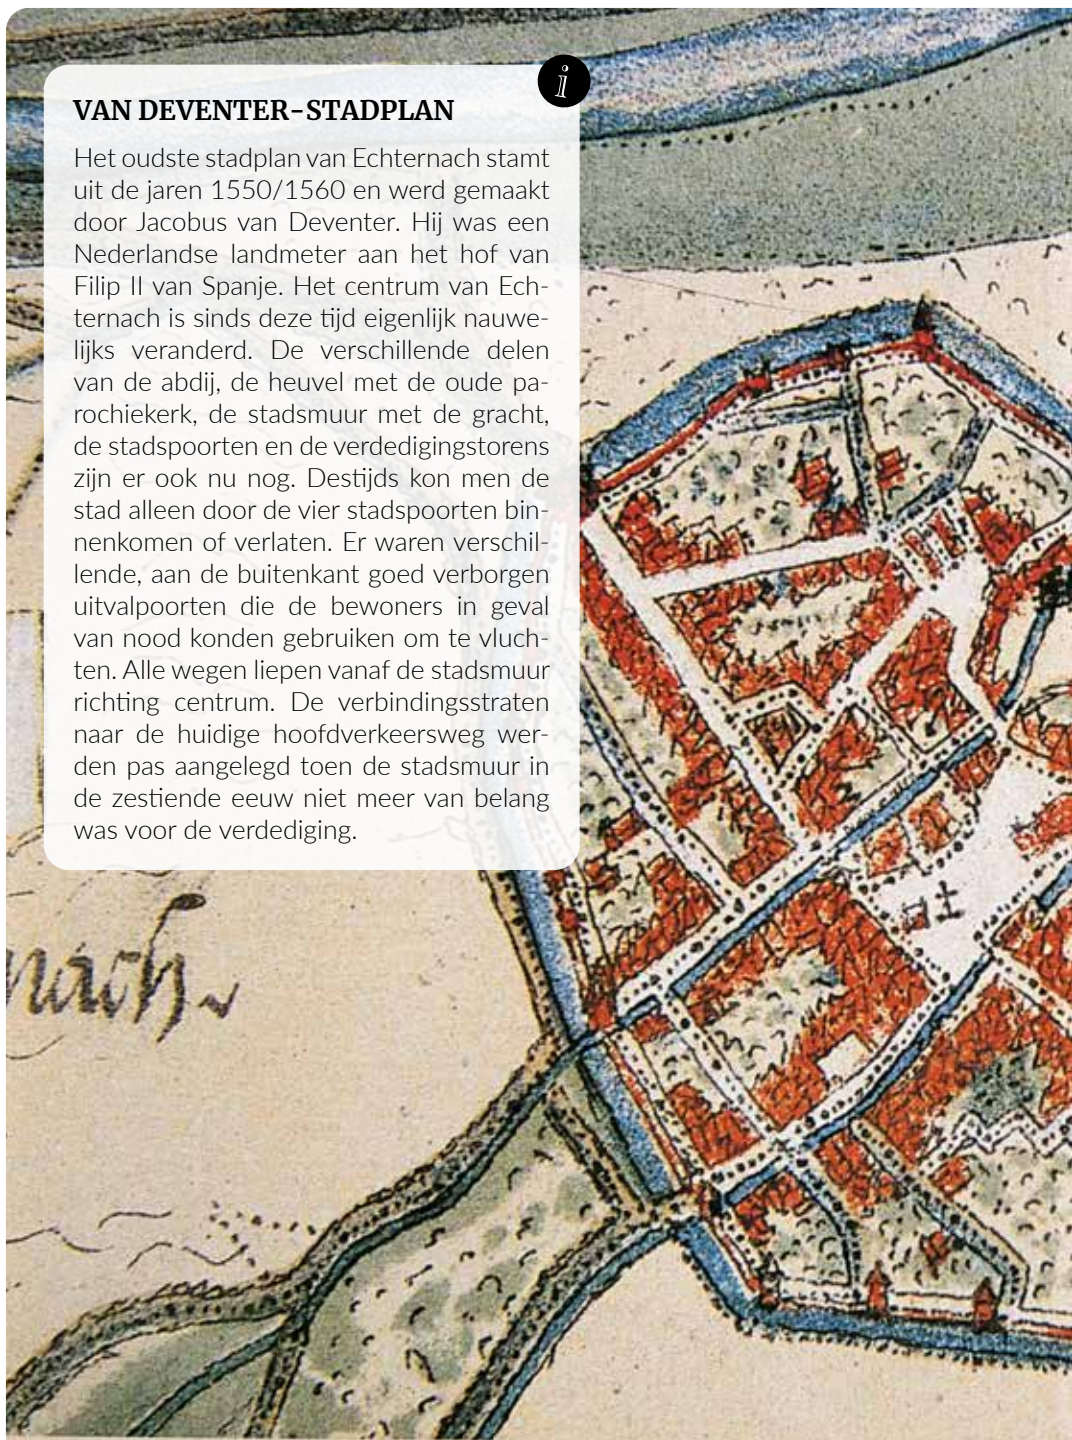 i
VAN DEVENTER-STADPLAN
Het oudste stadplan van Echternach stamt
uit de jaren 1550/1560 en werd gemaakt
door Jacobus van Deventer. Hij was een
Nederlandse landmeter aan het hof van
Filip II van Spanje. Het centrum van Ech-
ternach is sinds deze tijd eigenlijk nauwe-
lijks veranderd. De verschillende delen
van de abdij, de heuvel met de oude pa-
rochiekerk, de stadsmuur met de gracht,
de stadspoorten en de verdedigingstorens
zijn er ook nu nog. Destijds kon men de
stad alleen door de vier stadspoorten bin-
nenkomen of verlaten. Er waren verschil-
lende, aan de buitenkant goed verborgen
uitvalpoorten die de bewoners in geval
van nood konden gebruiken om te vluch-
ten. Alle wegen liepen vanaf de stadsmuur
richting centrum. De verbindingsstraten
naar de huidige hoofdverkeersweg wer-
den pas aangelegd toen de stadsmuur in
de zestiende eeuw niet meer van belang
was voor de verdediging.
nach.